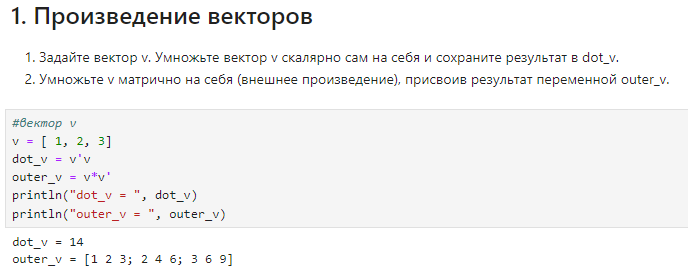 1. Произведение векторов
1. Задайте вектор v. Умножьте вектор v скалярно сам на себя и сохраните результат в dot_v.
2. Умножьте v матрично на себя (внешнее произведение), присвоив результат переменной outer_v.
#вектор v
v = [ 1, 2, 3]
dot_v = v'v
outer_v = v*v'
println("dot_v = ", dot_v)
println("outer_v = ", outer_v)
dot_v = 14
outer_v = [1 2 3; 2 4 6; 3 6 9]